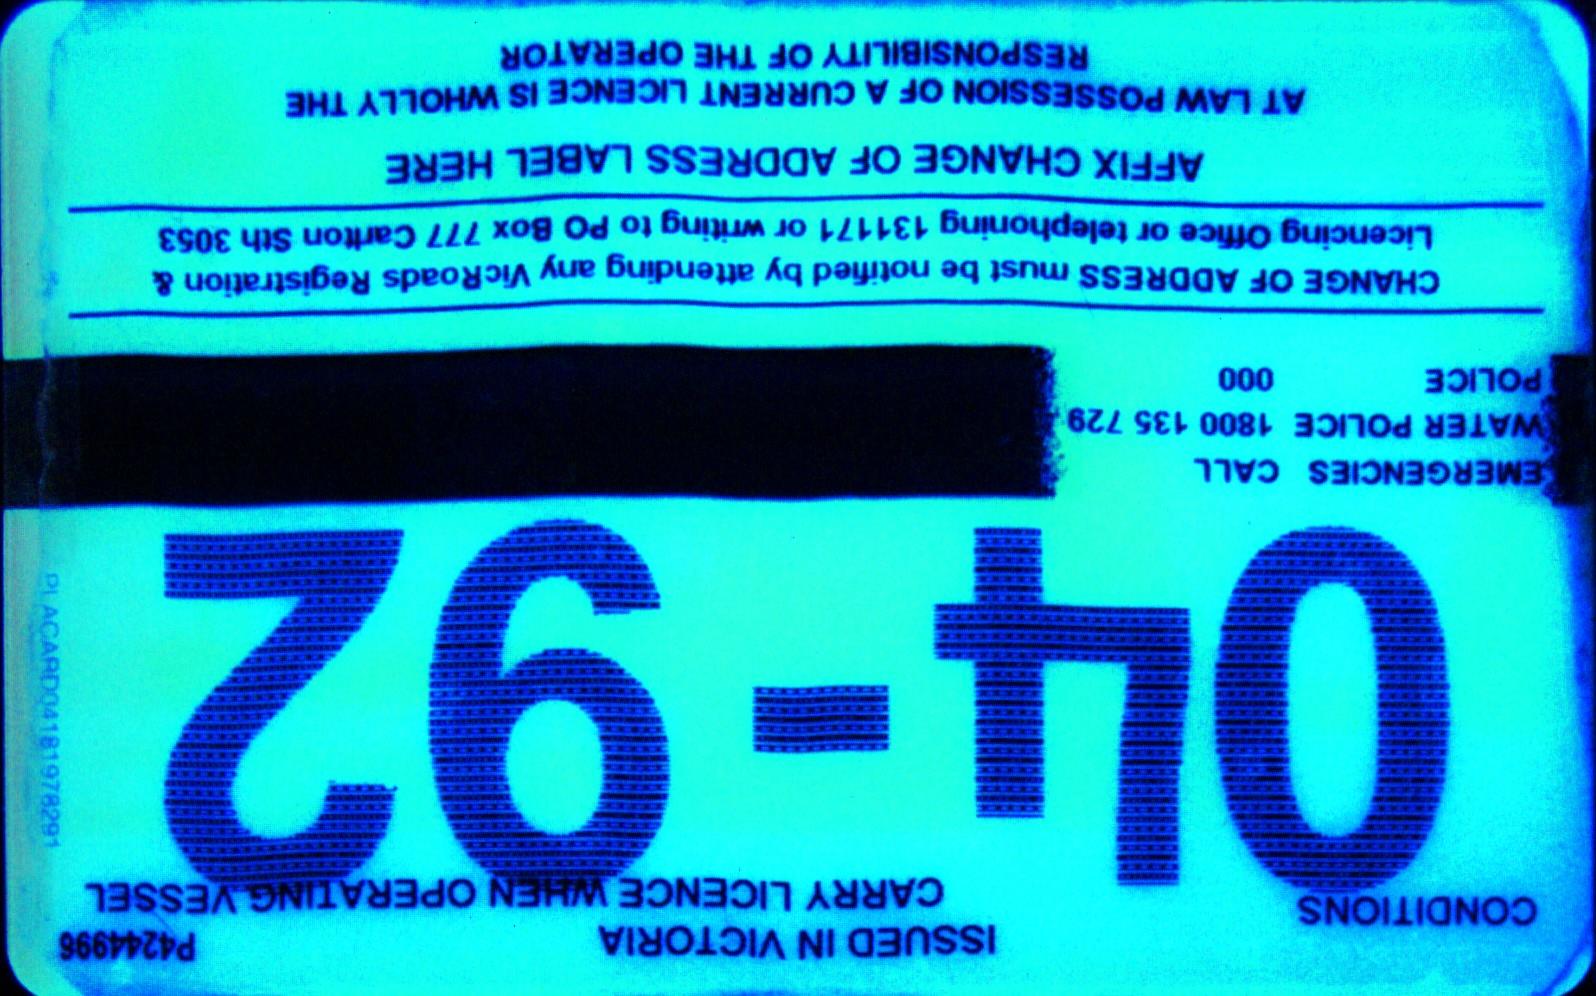 ISSUED IN VICTORIA P4244996
CONDITIONS CARRY LICENCE WHEN OPERATING VESSEL
04-92
EMERGENCIES CALL
WATER POLICE 1800 135 729
POLICE 000
CHANGE OF ADDRESS must be notified by attending any VicRoads Registration &
Licencing Office or telephoning 131171 or writing to PO Box 777 Carlton Sth 3053
AFFIX CHANGE OF ADDRESS LABEL HERE
AT LAW POSSESSION OF A CURRENT LICENCE IS WHOLLY THE
RESPONSIBILITY OF THE OPERATOR
PLACARD04181978291